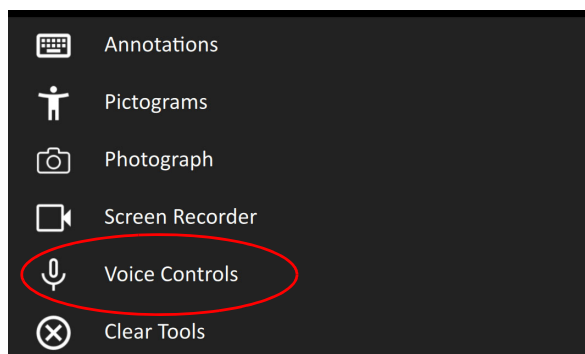 Annotations
Pictograms
Photograph
Screen Recorder
Voice Controls
Clear Tools